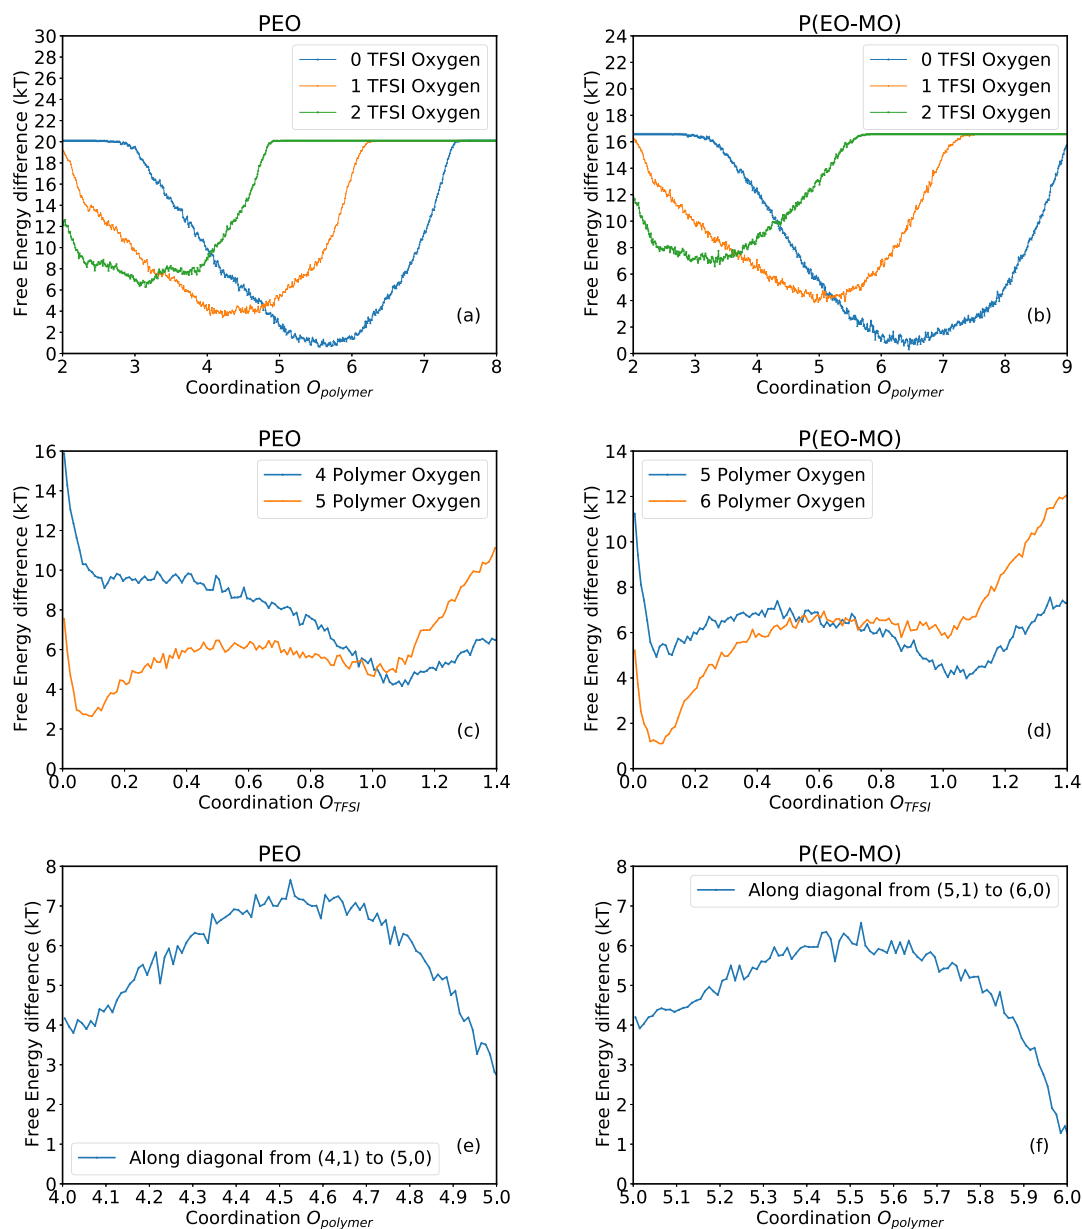 PEO
30
28
26
24
22
20
18
16
14
12
10
8
6
4
2
0
Free Energy difference (kT)
0 TFSI Oxygen
1 TFSI Oxygen
2 TFSI Oxygen
(a)
2 3 4 5 6 7 8
Coordination O_polymer
P(EO-MO)
24
22
20
18
16
14
12
10
8
6
4
2
0
Free Energy difference (kT)
0 TFSI Oxygen
1 TFSI Oxygen
2 TFSI Oxygen
(b)
2 3 4 5 6 7 8 9
Coordination O_polymer
PEO
16
14
12
10
8
6
4
2
0
Free Energy difference (kT)
4 Polymer Oxygen
5 Polymer Oxygen
(c)
0.0 0.2 0.4 0.6 0.8 1.0 1.2 1.4
Coordination O_TFSI
P(EO-MO)
14
12
10
8
6
4
2
0
Free Energy difference (kT)
5 Polymer Oxygen
6 Polymer Oxygen
(d)
0.0 0.2 0.4 0.6 0.8 1.0 1.2 1.4
Coordination O_TFSI
PEO
8
7
6
5
4
3
2
1
0
Free Energy difference (kT)
Along diagonal from (4,1) to (5,0)
(e)
4.0 4.1 4.2 4.3 4.4 4.5 4.6 4.7 4.8 4.9 5.0
Coordination O_polymer
P(EO-MO)
8
7
6
5
4
3
2
1
0
Free Energy difference (kT)
Along diagonal from (5,1) to (6,0)
(f)
5.0 5.1 5.2 5.3 5.4 5.5 5.6 5.7 5.8 5.9 6.0
Coordination O_polymer